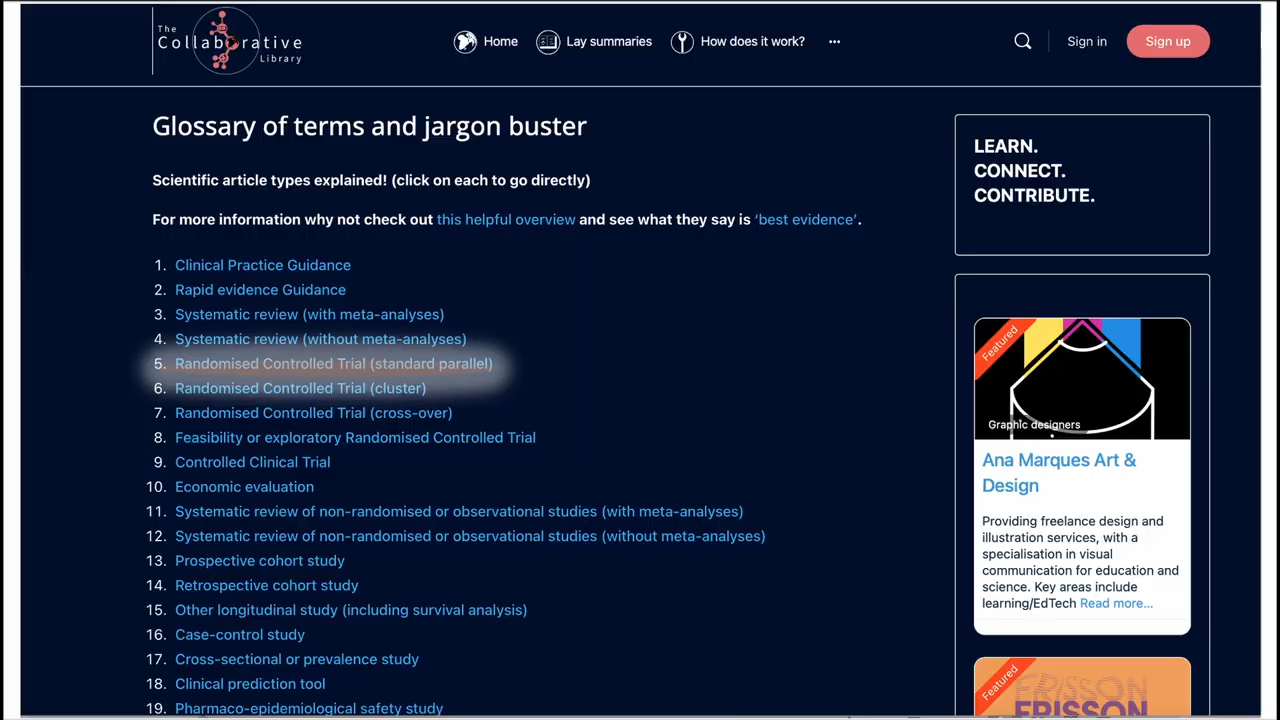 The
Collaborative
Library
Home
Lay summaries
How does it work?
Sign in
Sign up
Glossary of terms and jargon buster
Scientific article types explained! (click on each to go directly)
For more information why not check out this helpful overview and see what they say is ‘best evidence’.
1. Clinical Practice Guidance
2. Rapid evidence Guidance
3. Systematic review (with meta-analyses)
4. Systematic review (without meta-analyses)
5. Randomised Controlled Trial (standard parallel)
6. Randomised Controlled Trial (cluster)
7. Randomised Controlled Trial (cross-over)
8. Feasibility or exploratory Randomised Controlled Trial
9. Controlled Clinical Trial
10. Economic evaluation
11. Systematic review of non-randomised or observational studies (with meta-analyses)
12. Systematic review of non-randomised or observational studies (without meta-analyses)
13. Prospective cohort study
14. Retrospective cohort study
15. Other longitudinal study (including survival analysis)
16. Case-control study
17. Cross-sectional or prevalence study
18. Clinical prediction tool
19. Pharmaco-epidemiological safety study
LEARN.
CONNECT.
CONTRIBUTE.
Featured
Graphic designers
Ana Marques Art &
Design
Providing freelance design and
illustration services, with a
specialisation in visual
communication for education and
science. Key areas include
learning/EdTech Read more...
Featured
FRISSON
FRISSON